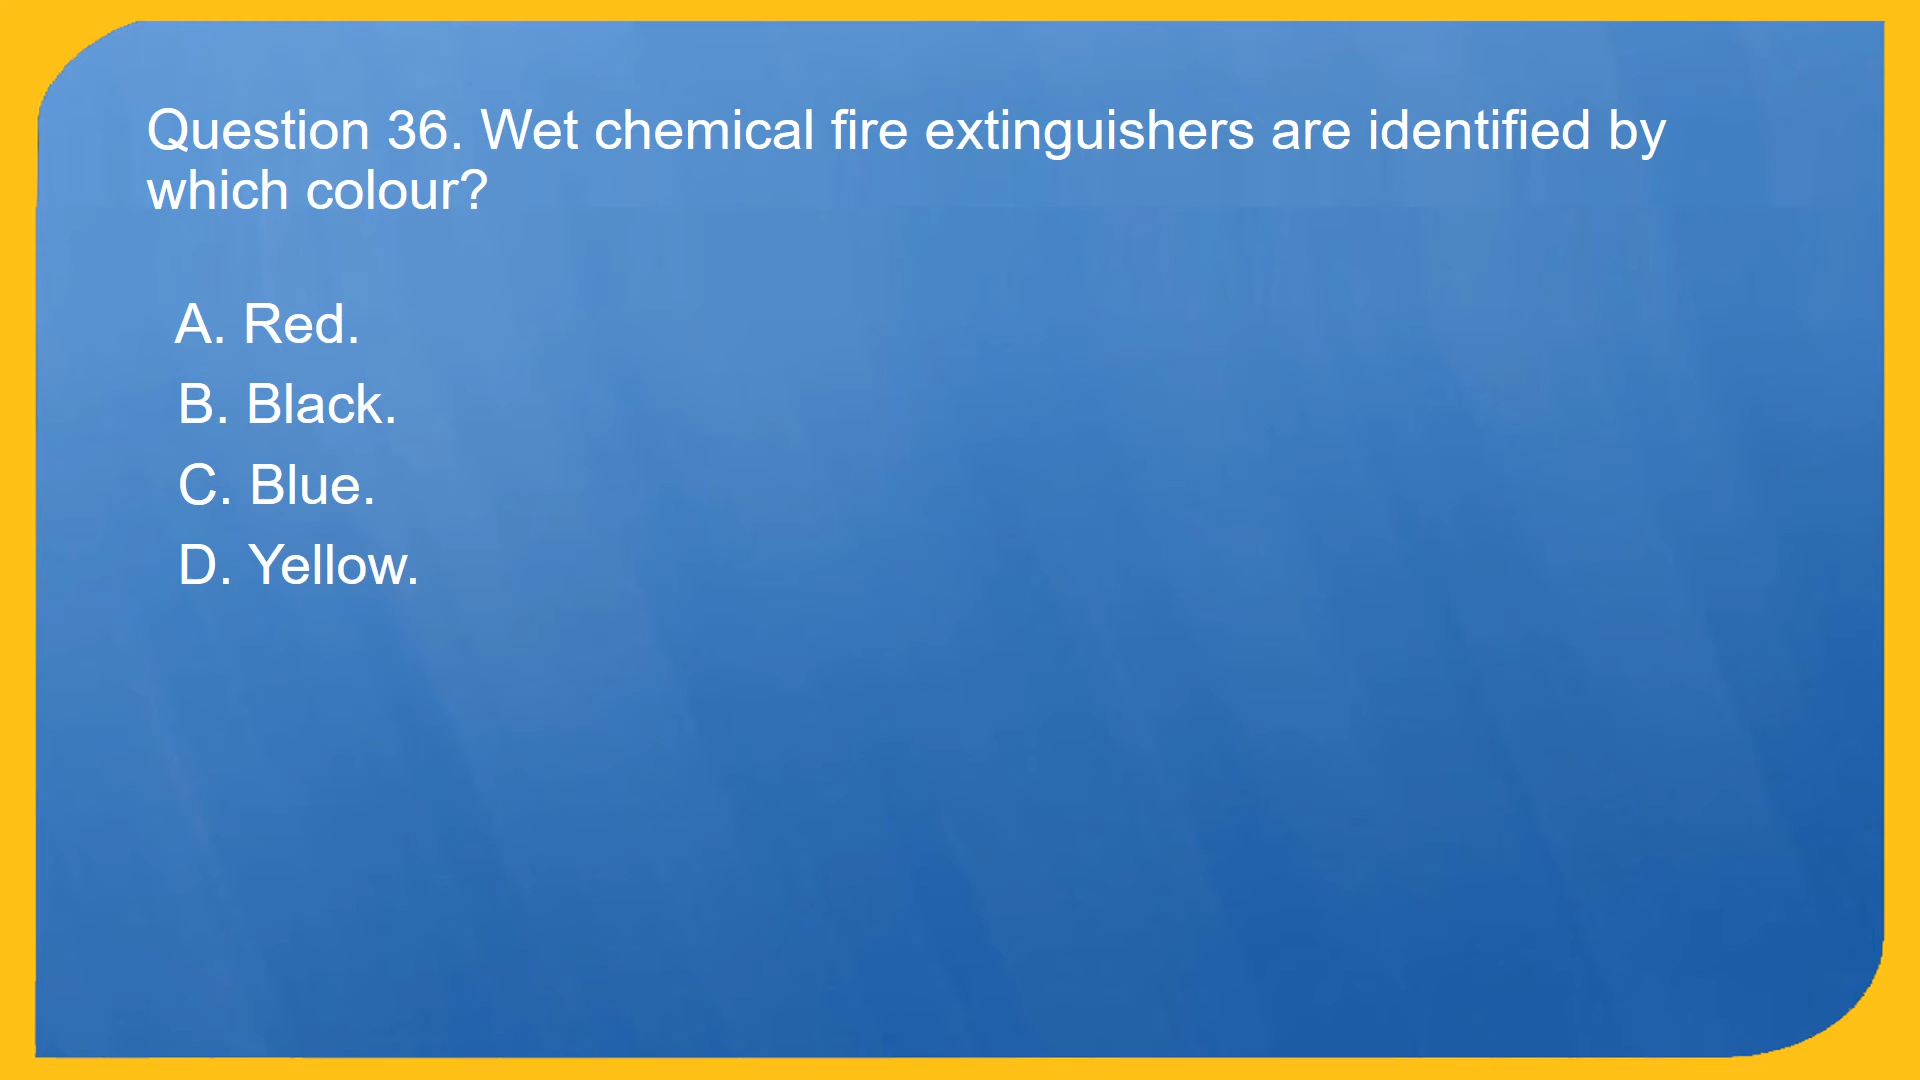 Question 36. Wet chemical fire extinguishers are identified by
which colour?
A. Red.
B. Black.
C. Blue.
D. Yellow.